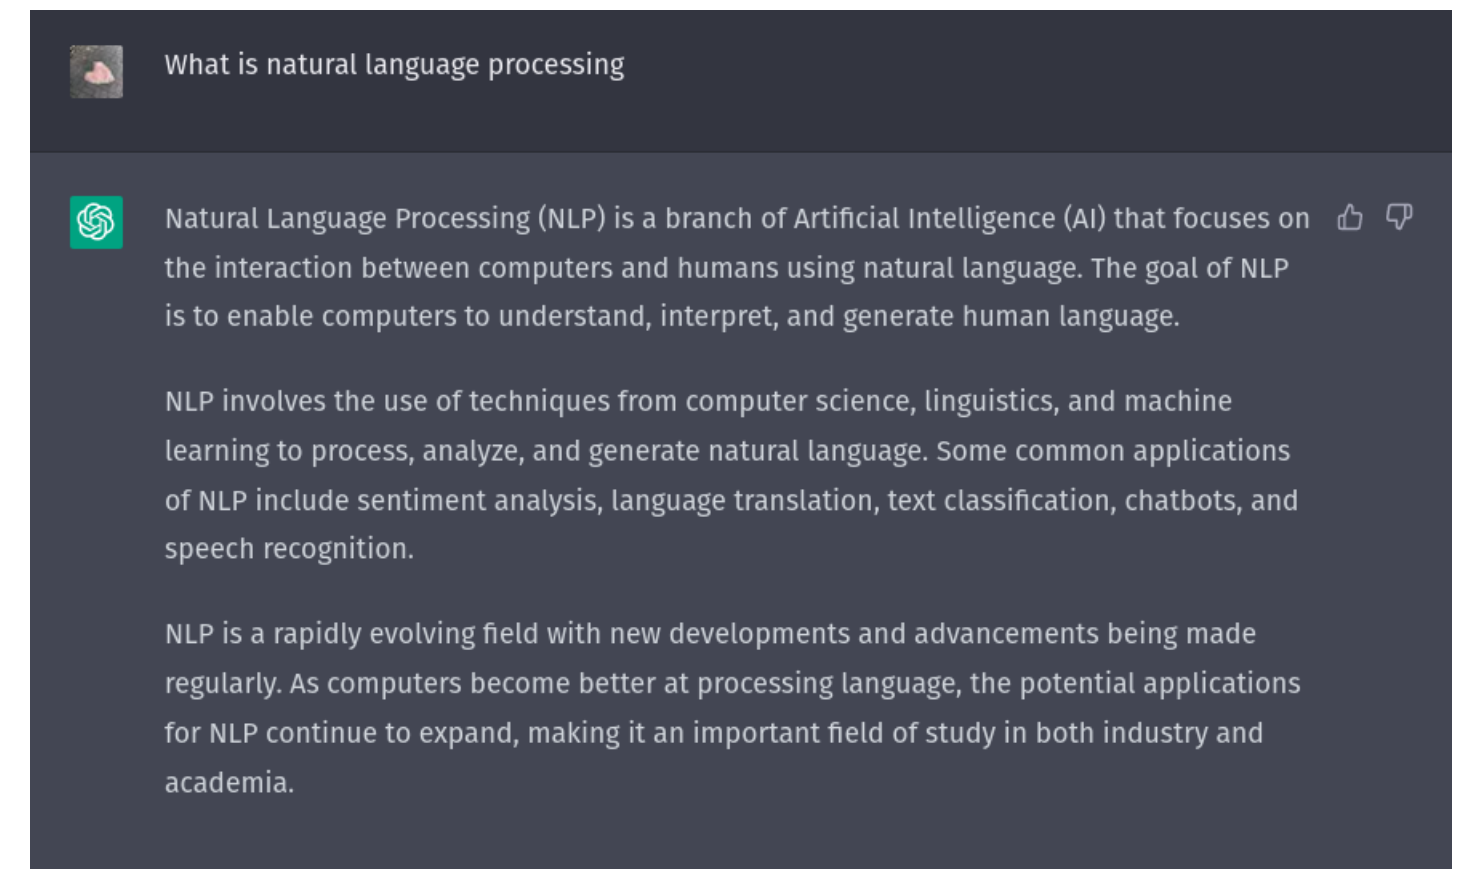 What is natural language processing
Natural Language Processing (NLP) is a branch of Artificial Intelligence (AI) that focuses on
the interaction between computers and humans using natural language. The goal of NLP
is to enable computers to understand, interpret, and generate human language.
NLP involves the use of techniques from computer science, linguistics, and machine
learning to process, analyze, and generate natural language. Some common applications
of NLP include sentiment analysis, language translation, text classification, chatbots, and
speech recognition.
NLP is a rapidly evolving field with new developments and advancements being made
regularly. As computers become better at processing language, the potential applications
for NLP continue to expand, making it an important field of study in both industry and
academia.